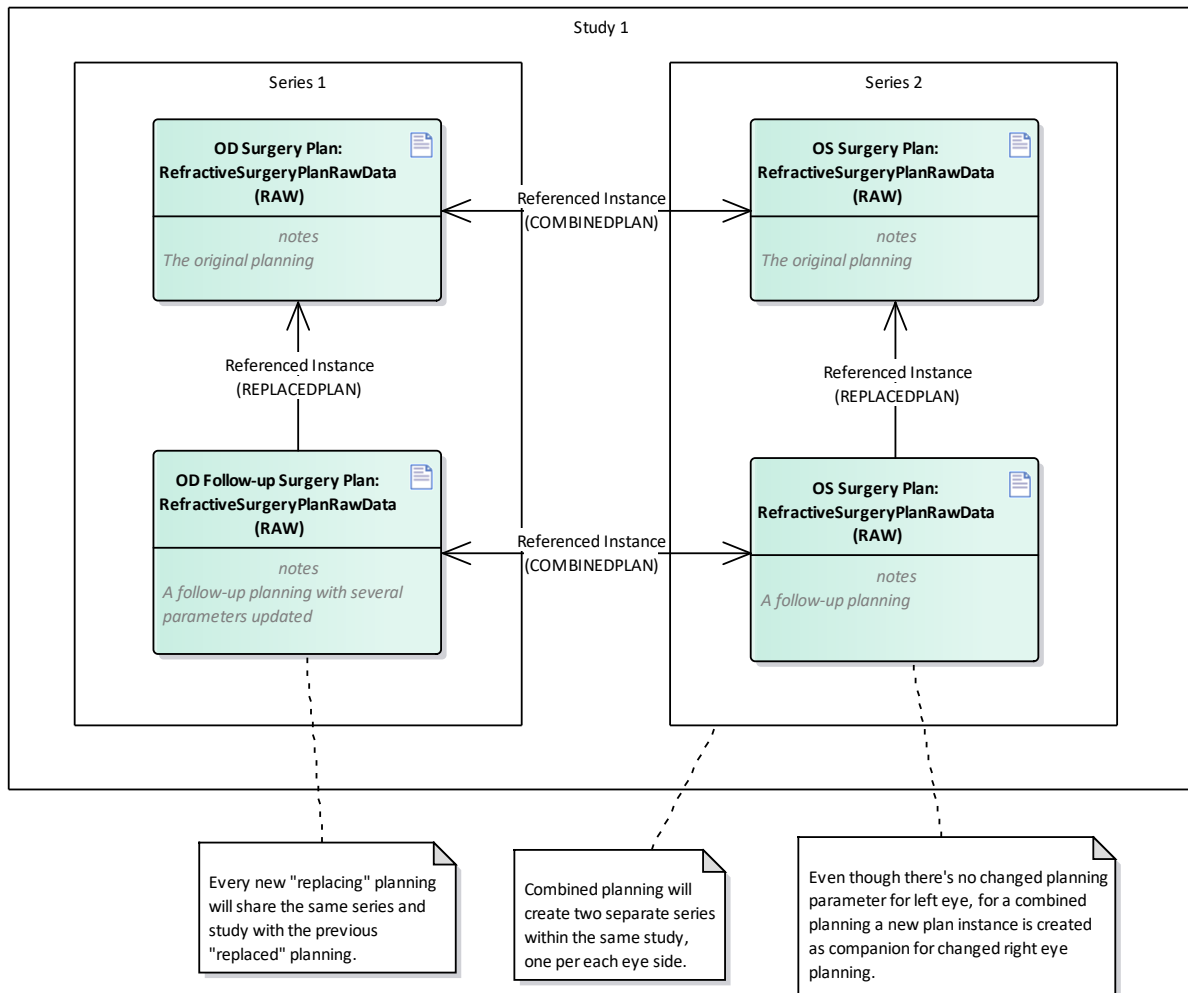 Study 1
Series 1
Series 2
OD Surgery Plan:
RefractiveSurgeryPlanRawData
(RAW)
notes
The original planning
OS Surgery Plan:
RefractiveSurgeryPlanRawData
(RAW)
notes
The original planning
Referenced Instance
(COMBINEDPLAN)
Referenced Instance
(REPLACEDPLAN)
Referenced Instance
(REPLACEDPLAN)
OD Follow-up Surgery Plan:
RefractiveSurgeryPlanRawData
(RAW)
notes
A follow-up planning with several
parameters updated
Referenced Instance
(COMBINEDPLAN)
OS Surgery Plan:
RefractiveSurgeryPlanRawData
(RAW)
notes
A follow-up planning
Every new "replacing" planning
will share the same series and
study with the previous
"replaced" planning.
Combined planning will
create two separate series
within the same study,
one per each eye side.
Even though there's no changed planning
parameter for left eye, for a combined
planning a new plan instance is created
as companion for changed right eye
planning.